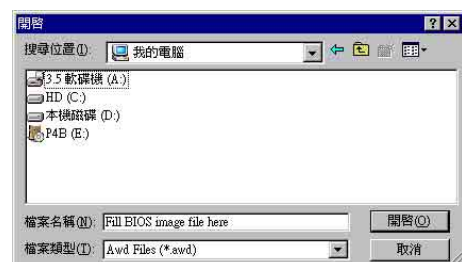 開啓
搜尋位置(I): 我的電腦
3.5 軟碟機 (A:)
HD (C:)
本機磁碟 (D:)
P4B (E:)
檔案名稱(N): Fill BIOS image file here 開啓(O)
檔案類型(T): Awd Files (*.awd) 取消